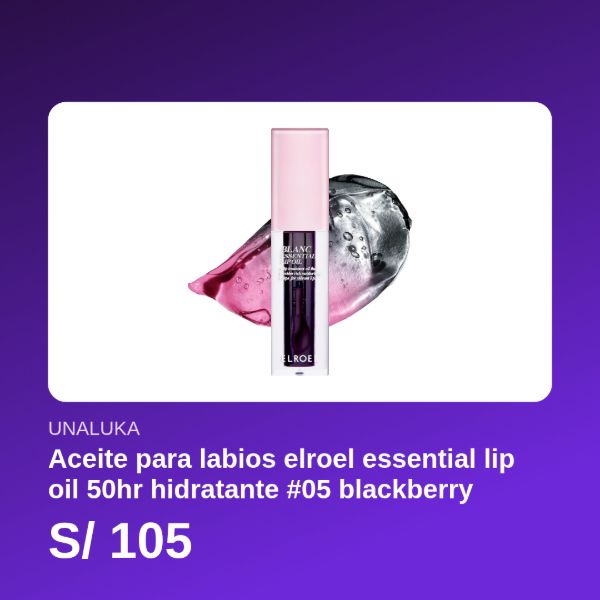 BLANC
ESSENTIAL
LIP OIL
ELROEL
UNALUKA
Aceite para labios elroel essential lip
oil 50hr hidratante #05 blackberry
S/ 105